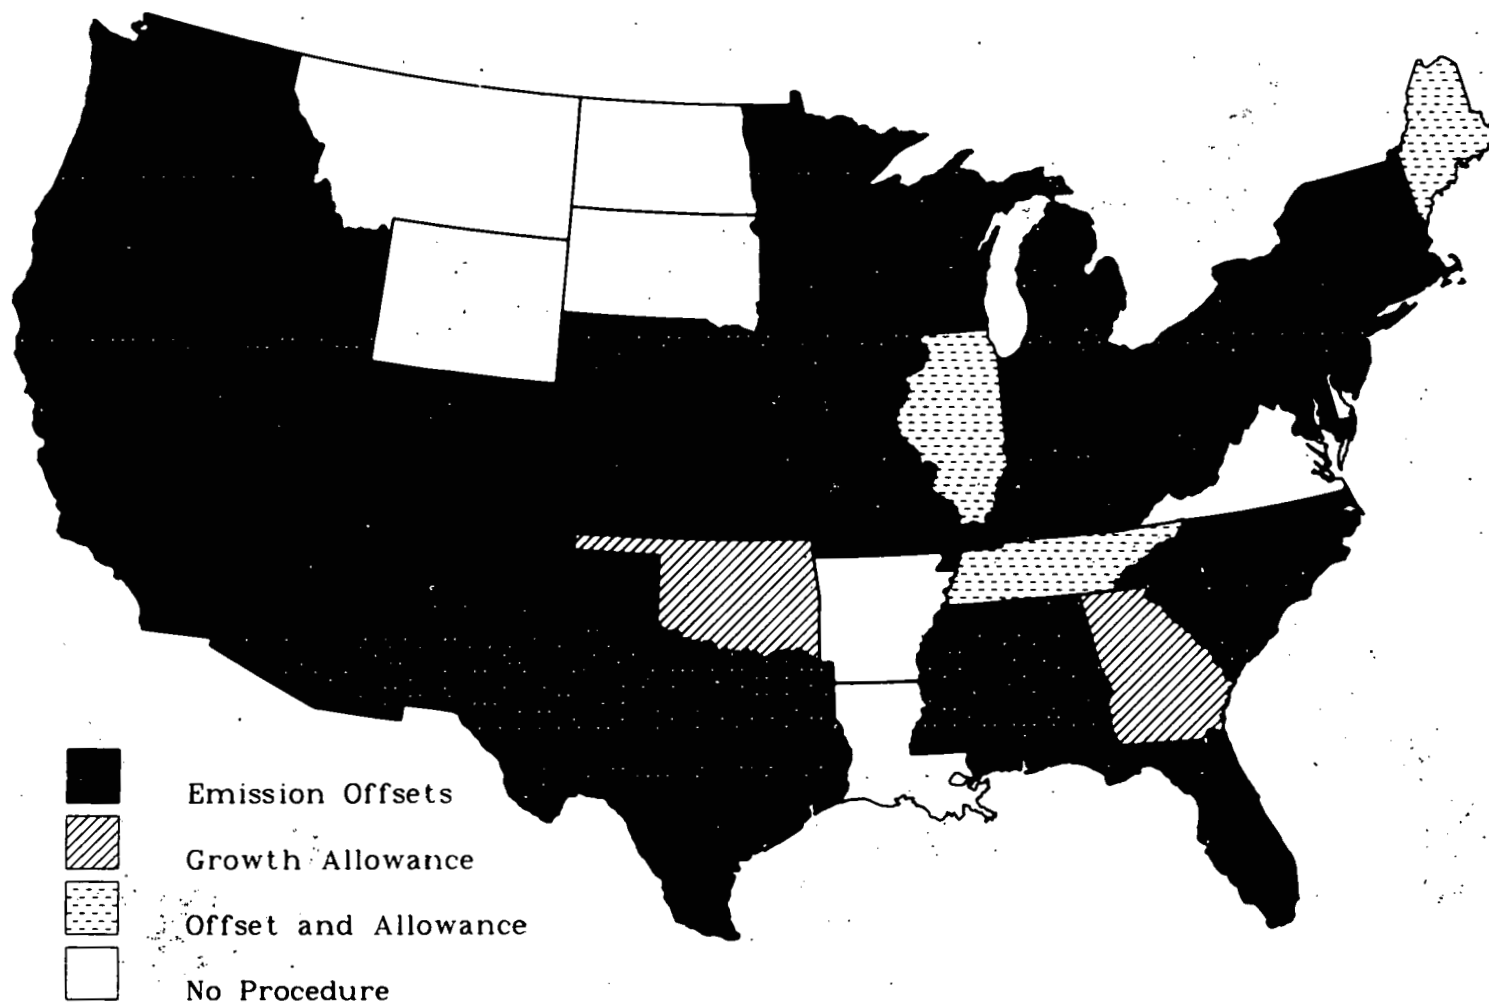 Emission Offsets
Growth Allowance
Offset and Allowance
No Procedure